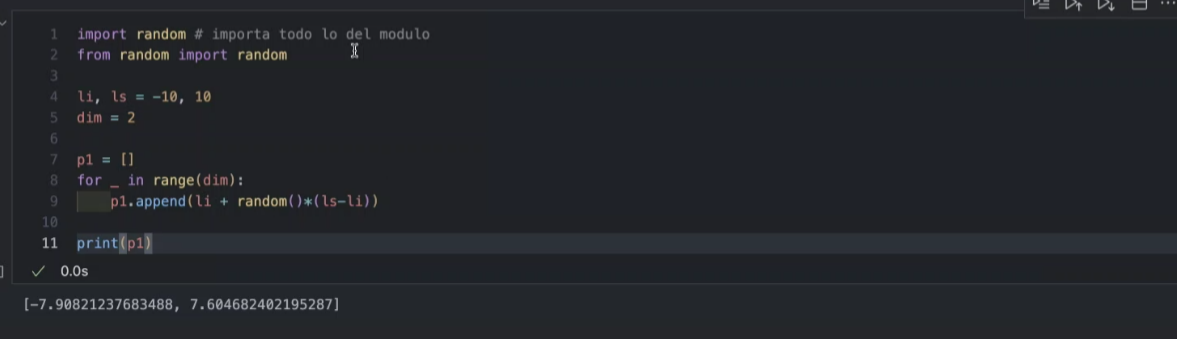 1 import random # importa todo lo del modulo
2 from random import random
3
4 li, ls = -10, 10
5 dim = 2
6
7 p1 = []
8 for _ in range(dim):
9     p1.append(li + random()*(ls-li))
10
11 print(p1)
0.0s
[-7.90821237683488, 7.604682402195287]